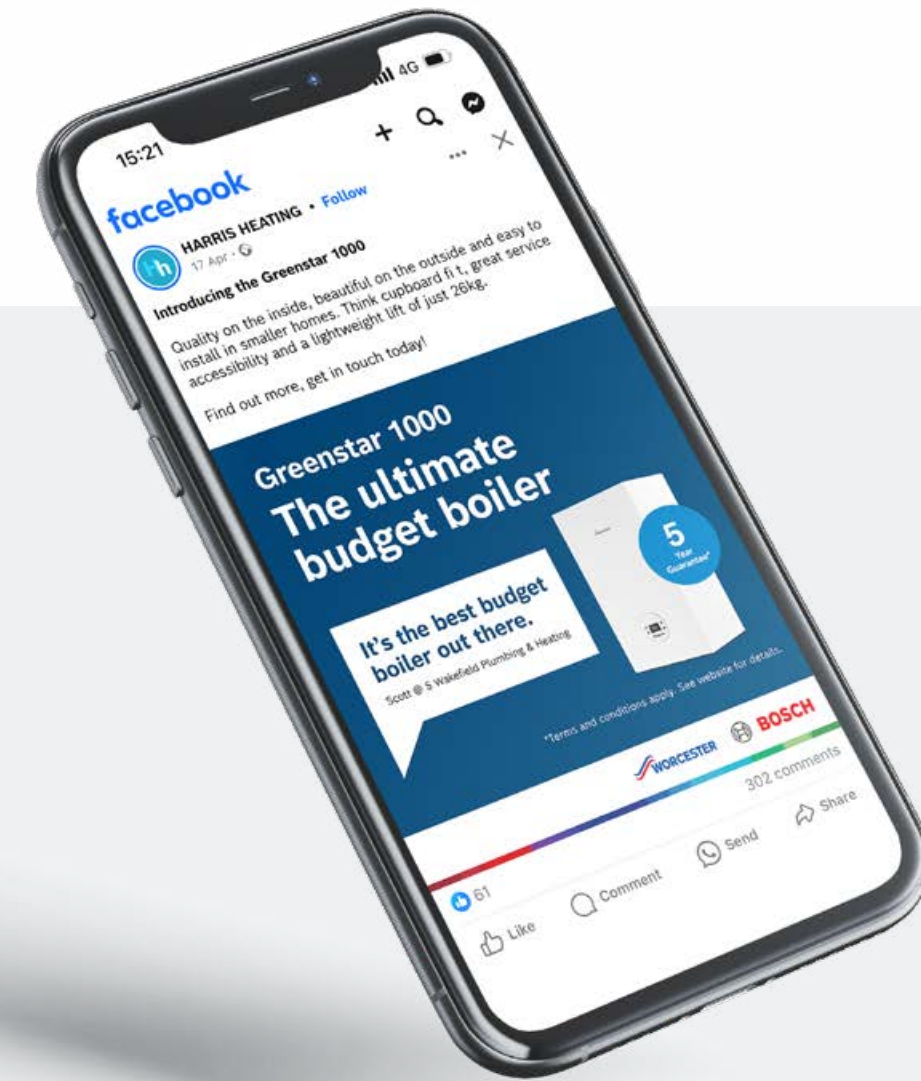 15:21
4G
facebook
Hh
HARRIS HEATING • Follow
17 Apr •
Introducing the Greenstar 1000
Quality on the inside, beautiful on the outside and easy to
install in smaller homes. Think cupboard fi t, great service
accessibility and a lightweight lift of just 26kg.
Find out more, get in touch today!
Greenstar 1000
The ultimate
budget boiler
5
Year
Guarantee*
It's the best budget
boiler out there.
Scott @ S Wakefield Plumbing & Heating
*Terms and conditions apply. See website for details.
WORCESTER
BOSCH
61
302 comments
Like
Comment
Send
Share